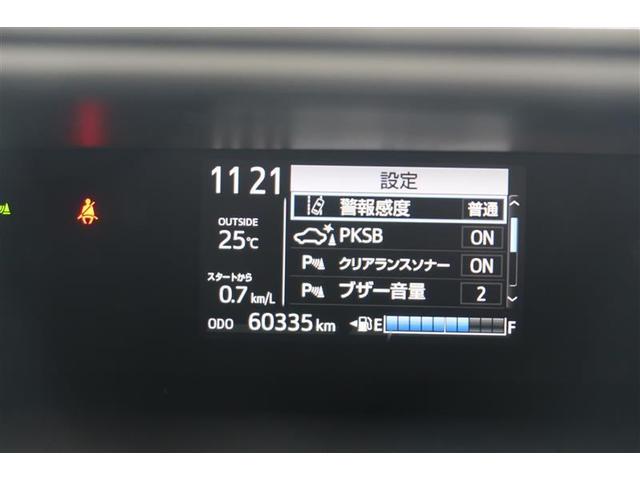 11 21
設定
警報感度 普通
OUTSIDE
25℃
PKSB ON
P クリアランスソナー ON
スタートから
0.7 km/L
P ブザー音量 2
ODO 60335 km
E F